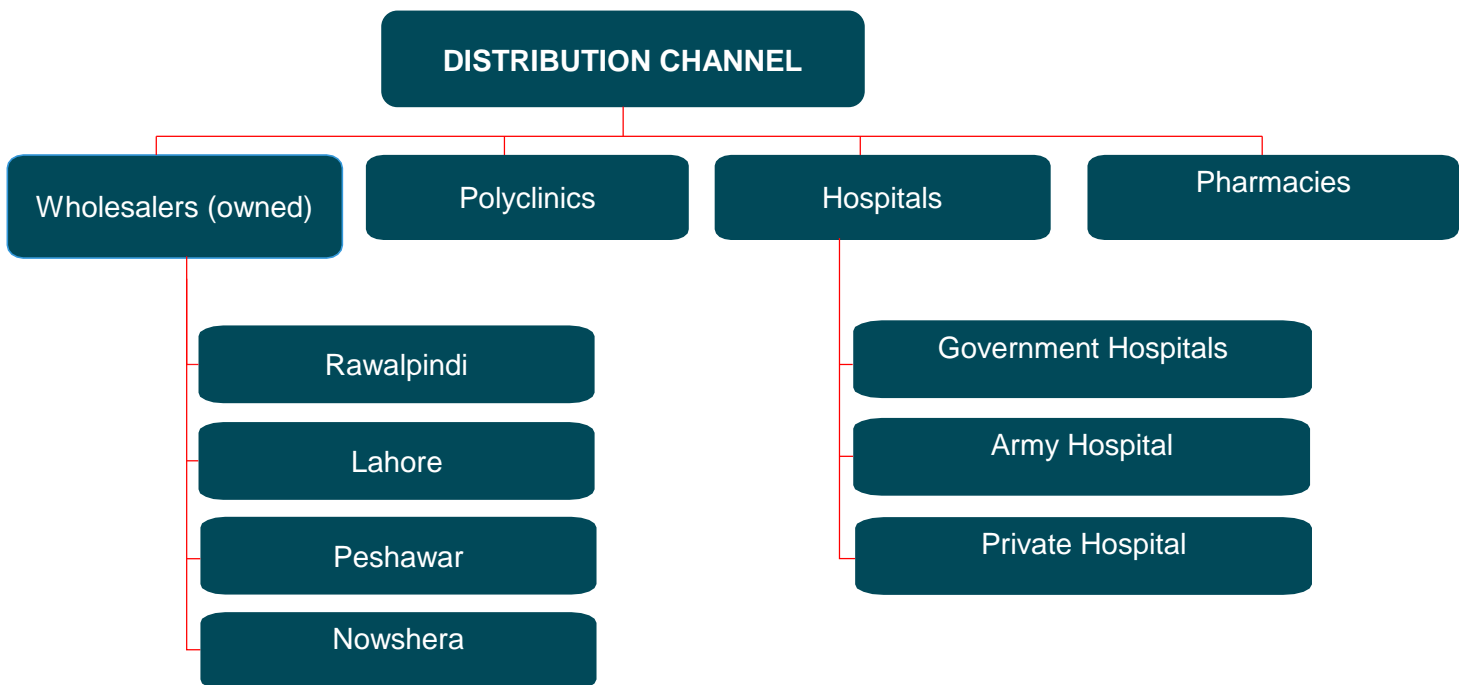 DISTRIBUTION CHANNEL
Wholesalers (owned)
Polyclinics
Hospitals
Pharmacies
Rawalpindi
Lahore
Peshawar
Nowshera
Government Hospitals
Army Hospital
Private Hospital